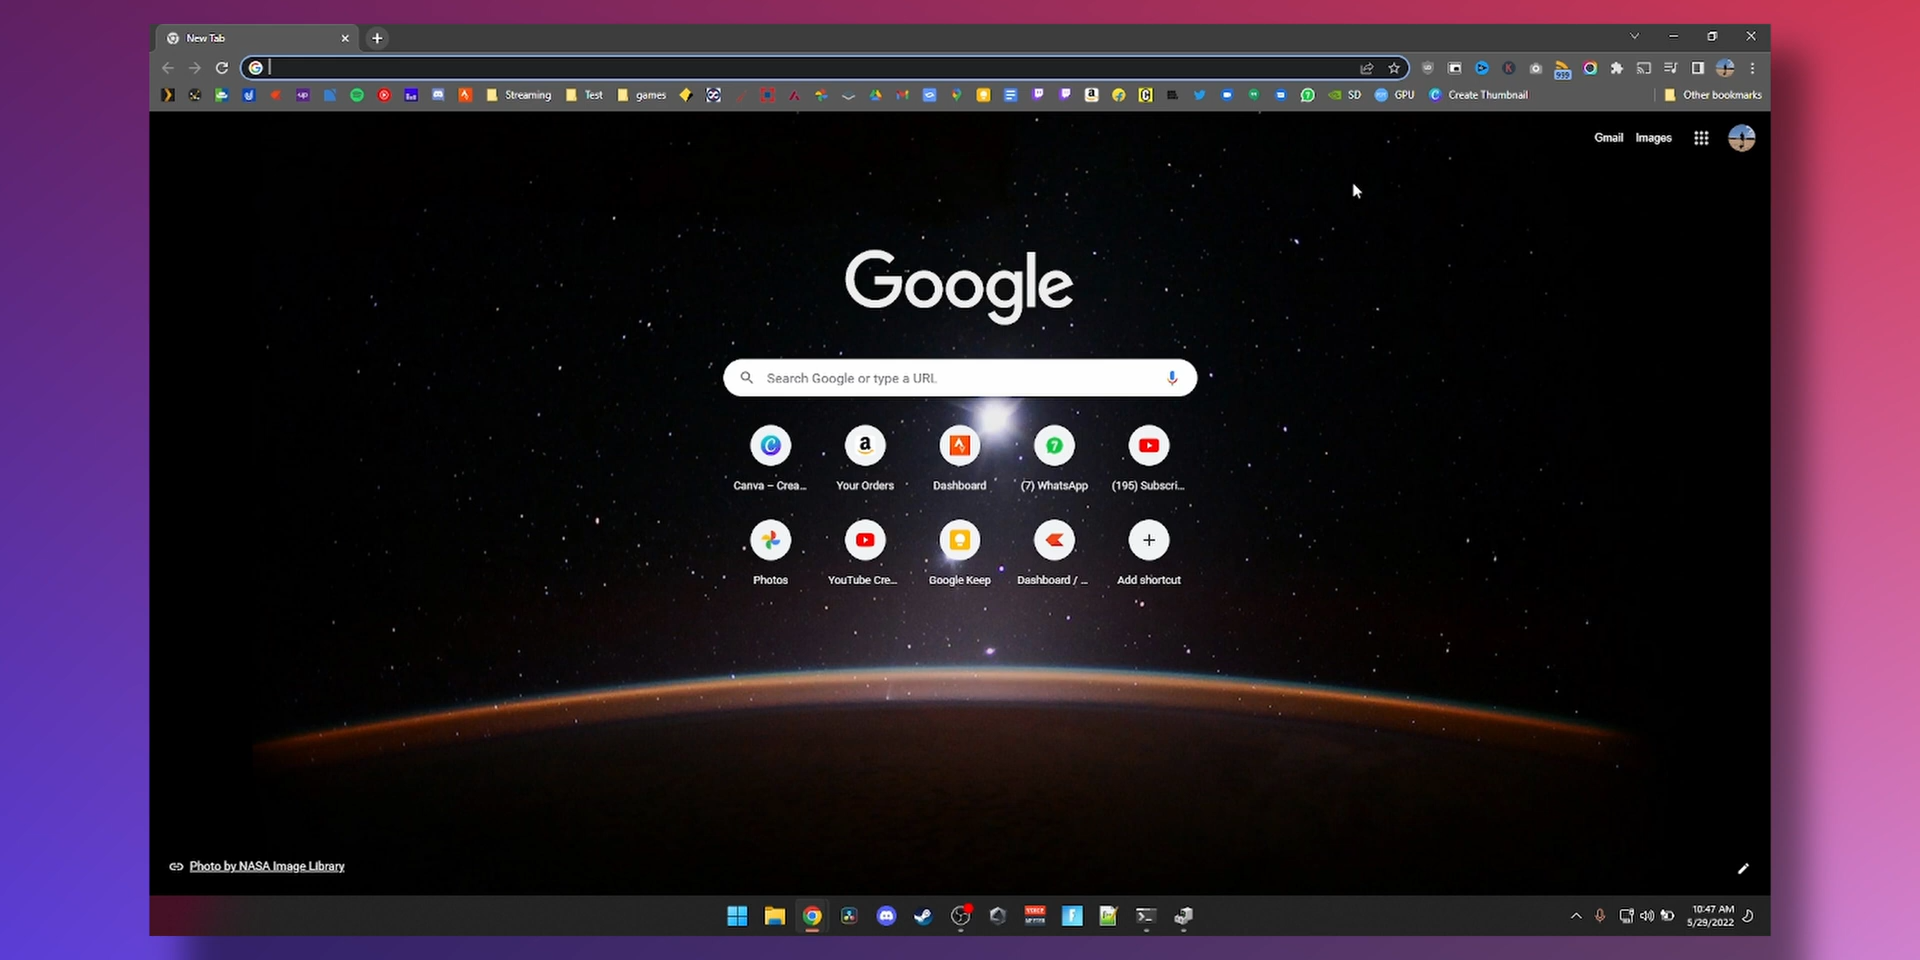 New Tab
Streaming
Test
games
SD
GPU
Create Thumbnail
Other bookmarks
939
Gmail Images
Google
Search Google or type a URL
Canva – Crea...
Your Orders
Dashboard
(7) WhatsApp
(195) Subscri...
Photos
YouTube Cre...
Google Keep
Dashboard / ...
Add shortcut
Photo by NASA Image Library
10:47 AM
5/29/2022